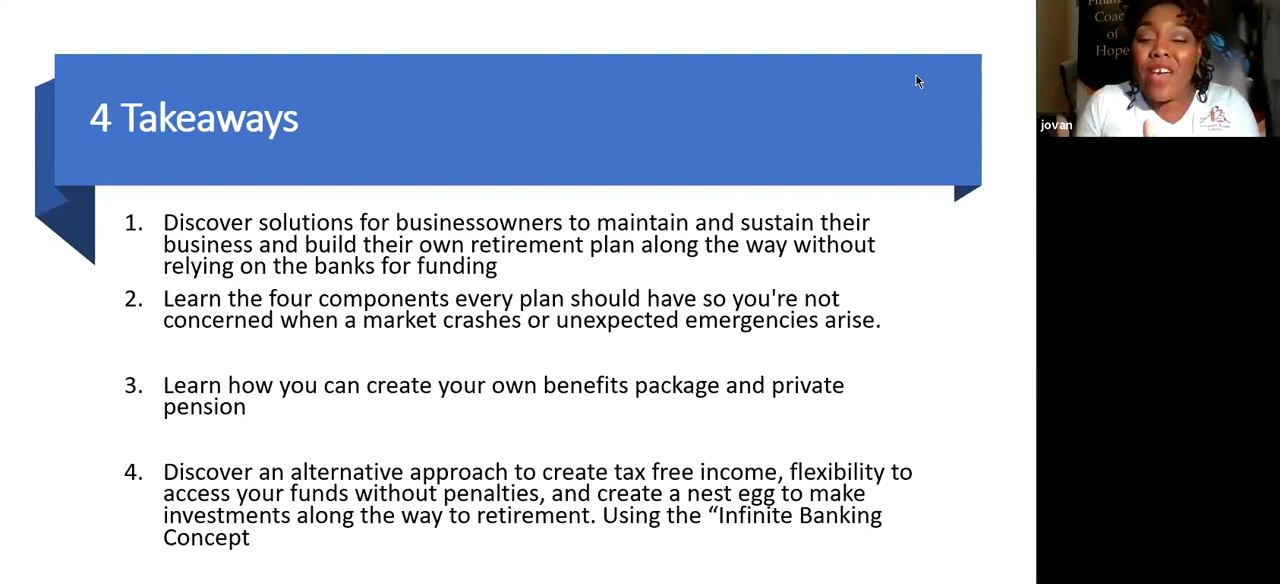 4 Takeaways
1. Discover solutions for businessowners to maintain and sustain their
business and build their own retirement plan along the way without
relying on the banks for funding
2. Learn the four components every plan should have so you're not
concerned when a market crashes or unexpected emergencies arise.
3. Learn how you can create your own benefits package and private
pension
4. Discover an alternative approach to create tax free income, flexibility to
access your funds without penalties, and create a nest egg to make
investments along the way to retirement. Using the “Infinite Banking
Concept
of
Hope
jovan